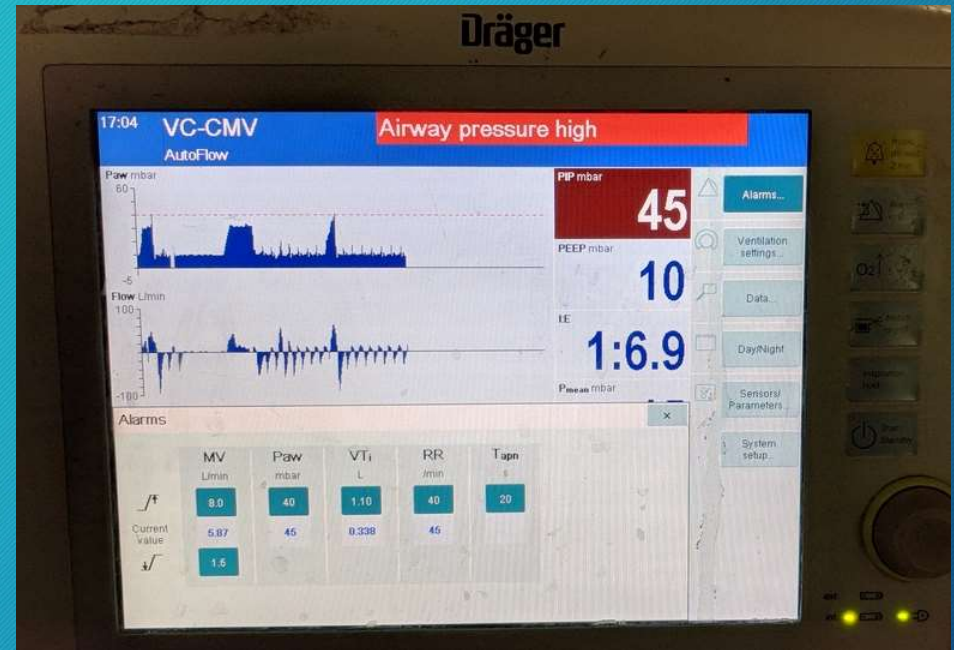 Dräger
17:04 VC-CMV Airway pressure high
AutoFlow
Paw mbar
60
-5
Flow L/min
100
-100
PIP mbar
45
PEEP mbar
10
I:E
1:6.9
Pmean mbar
Alarms...
Ventilation settings...
Data...
Day/Night
Sensors/
Parameters...
System
setup...
Alarms ×
MV Paw VTi RR Tapn
L/min mbar L /min s
8.0 40 1.10 40 20
Current
value 5.87 45 0.338 45
1.6
O2